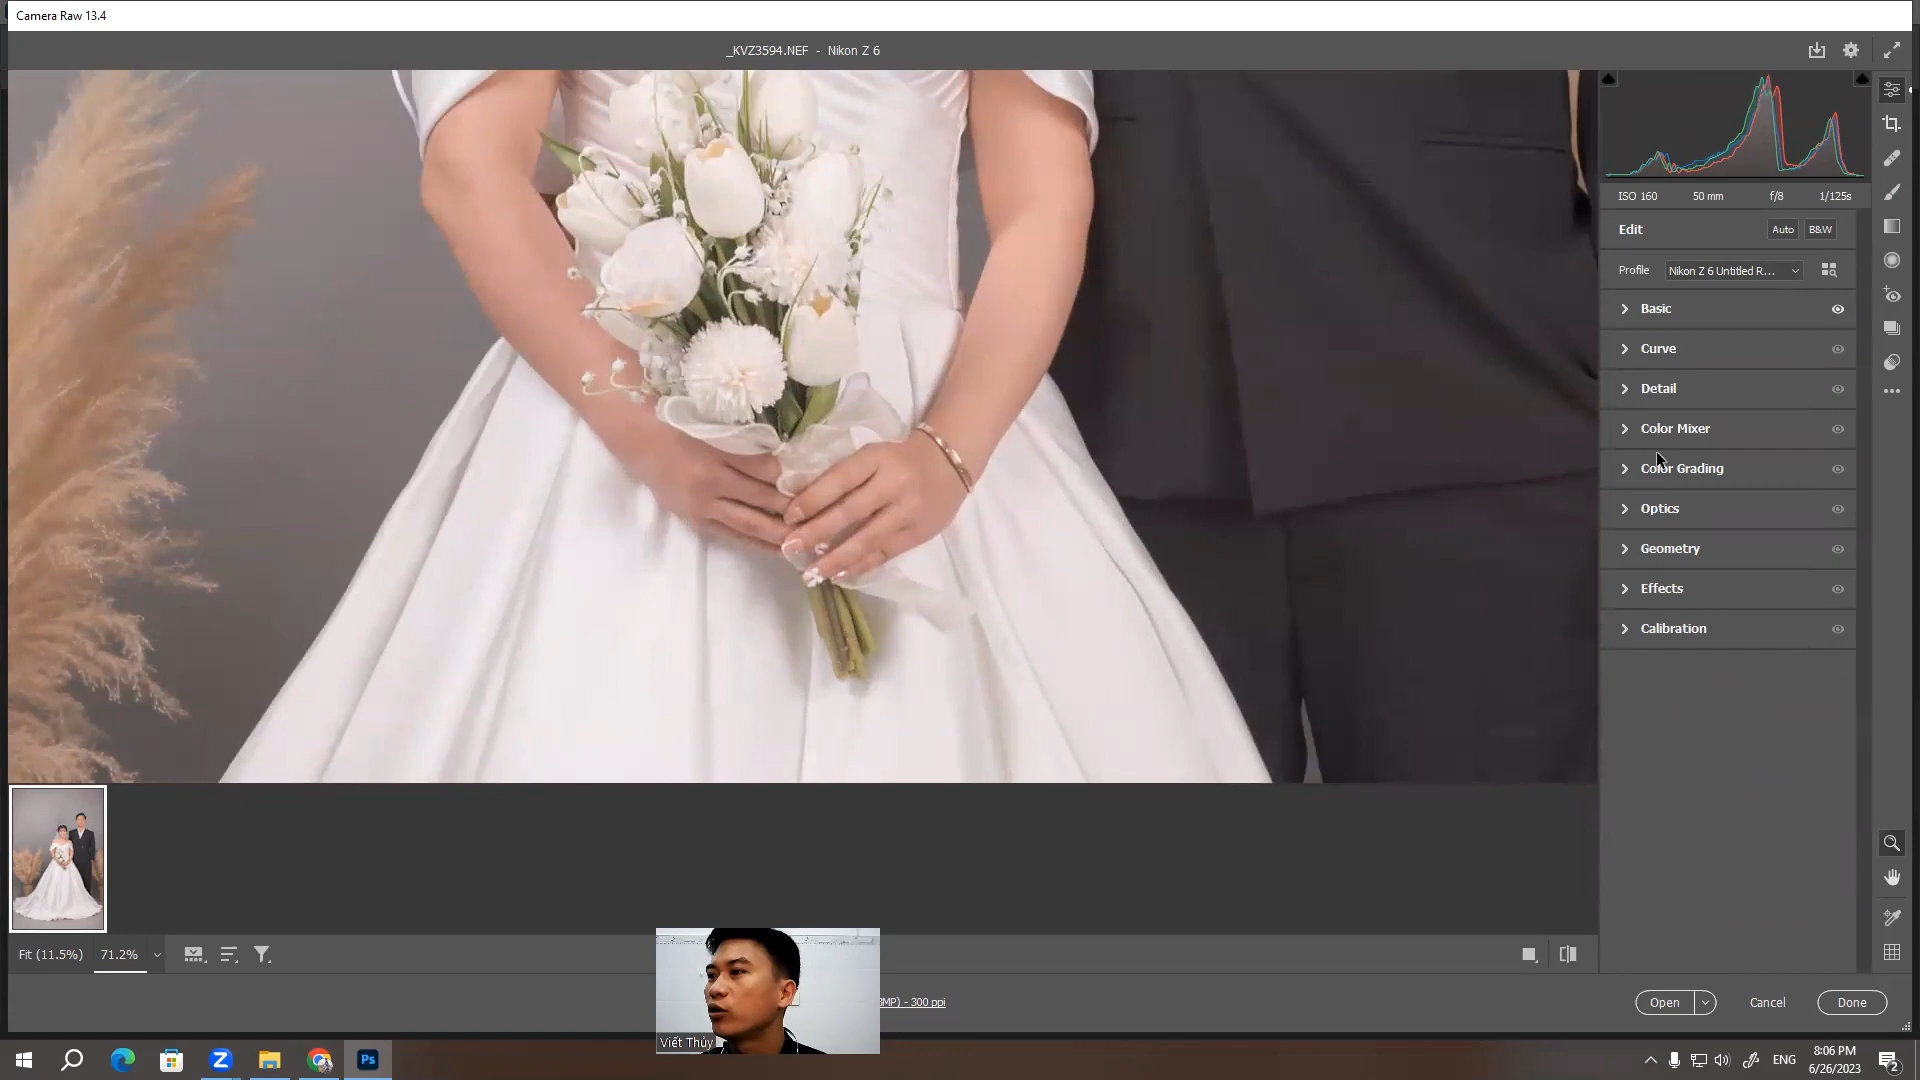 Camera Raw 13.4
_KVZ3594.NEF - Nikon Z 6
ISO 160 50 mm f/8 1/125s
Edit Auto B&W
Profile Nikon Z 6 Untitled R...
Basic
Curve
Detail
Color Mixer
Color Grading
Optics
Geometry
Effects
Calibration
Fit (11.5%) 71.2%
MP) - 300 ppi
Open Cancel Done
Viết Thủy
Z Ps
ENG
8:06 PM
6/26/2023
2